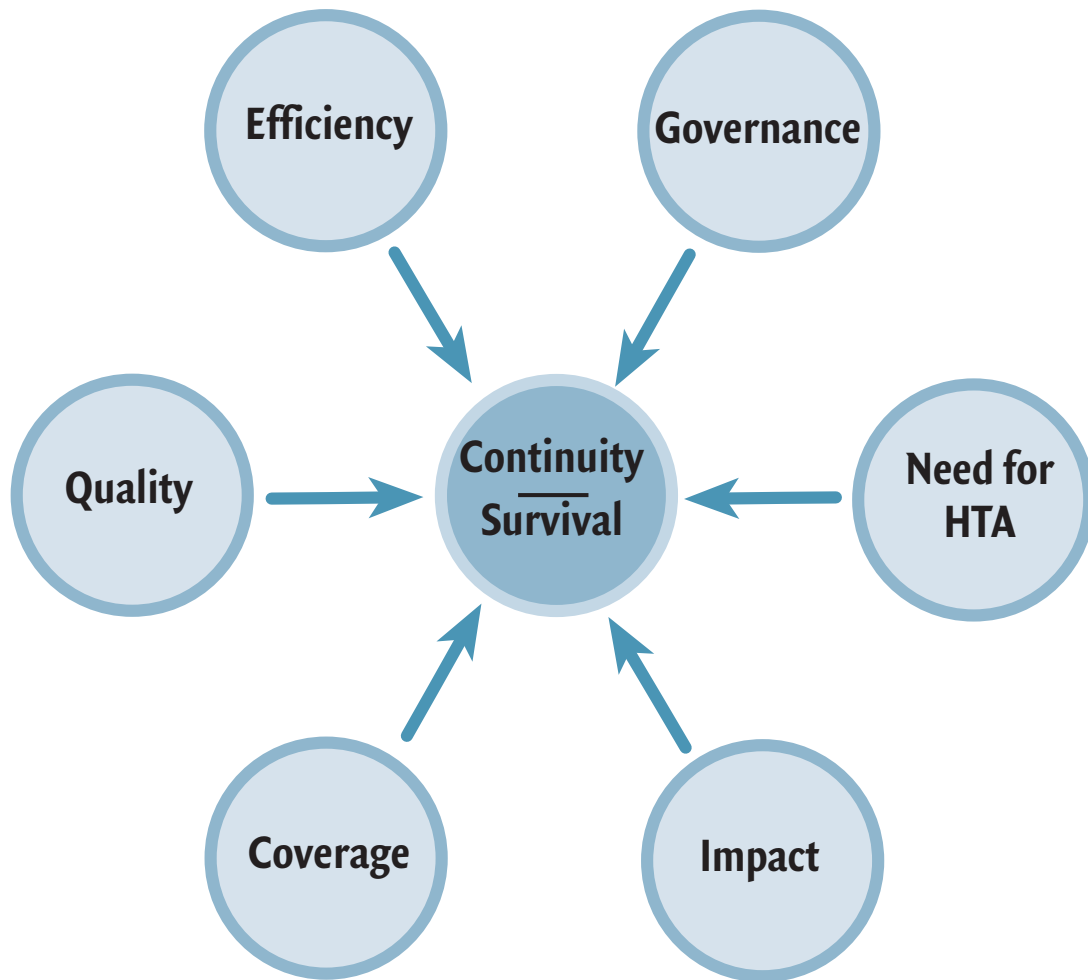 Efficiency
Governance
Quality
Continuity
Survival
Need for
HTA
Coverage
Impact